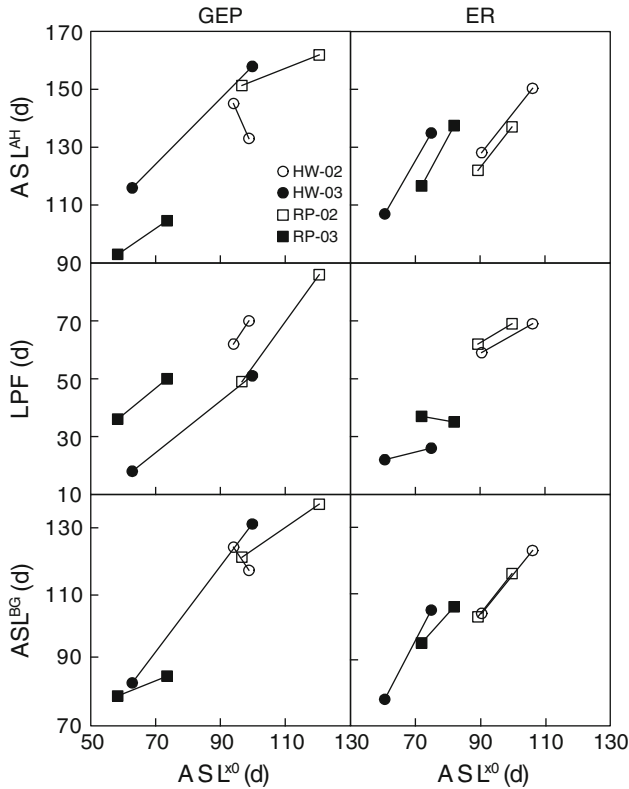 GEP ER
170
150
130
110
90
ASL^AH (d)
HW-02
HW-03
RP-02
RP-03
70
50
30
10
LPF (d)
130
110
90
70
ASL^BG (d)
50 70 90 110 130 70 90 110 130
ASL^x0 (d) ASL^x0 (d)